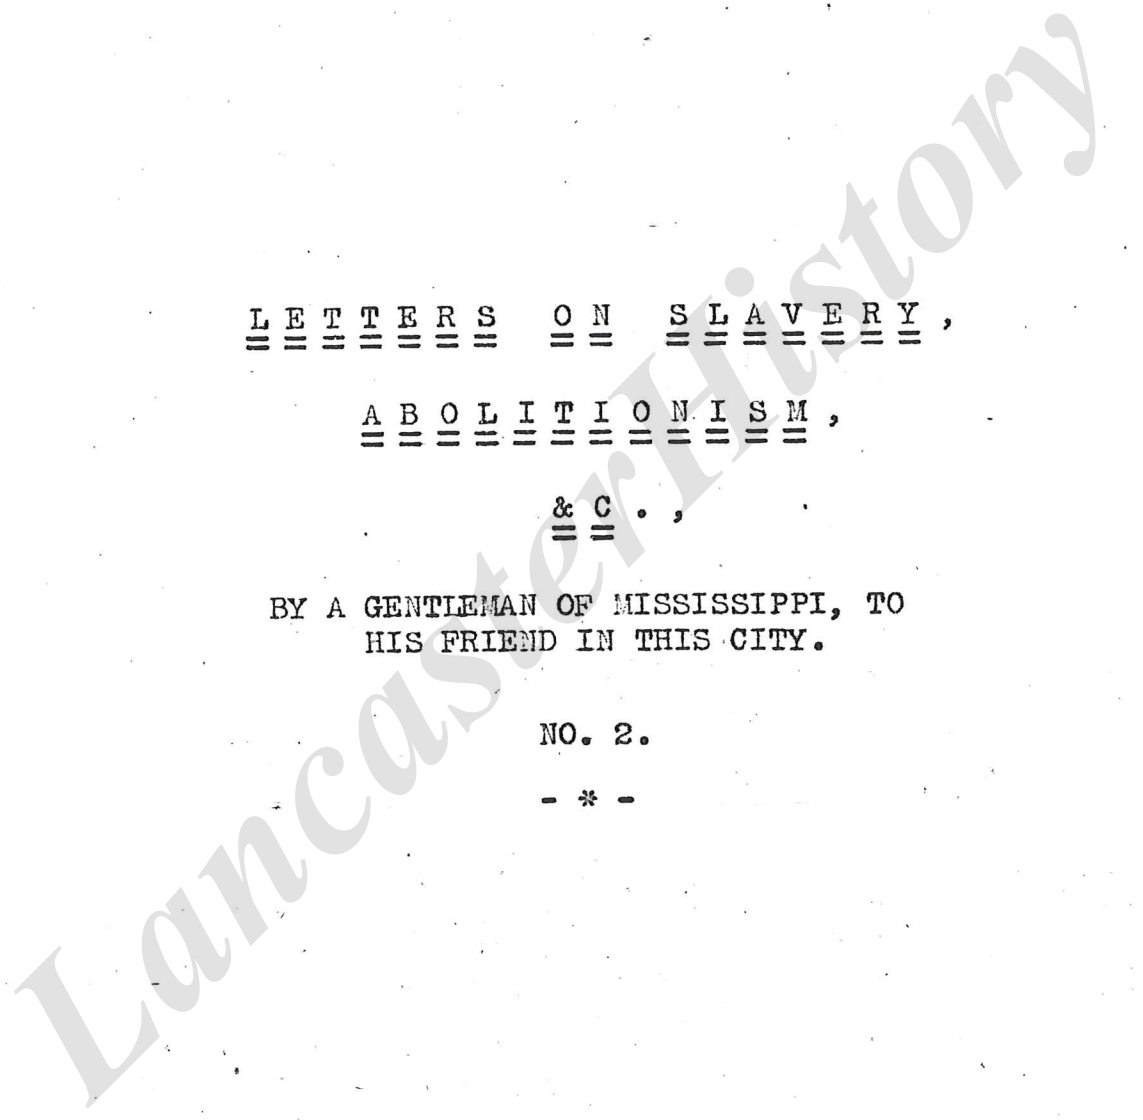 LETTERS ON SLAVERY,
ABOLITIONISM,
&C.,
BY A GENTLEMAN OF MISSISSIPPI, TO
HIS FRIEND IN THIS CITY.
NO. 2.
- * -
LancasterHistory